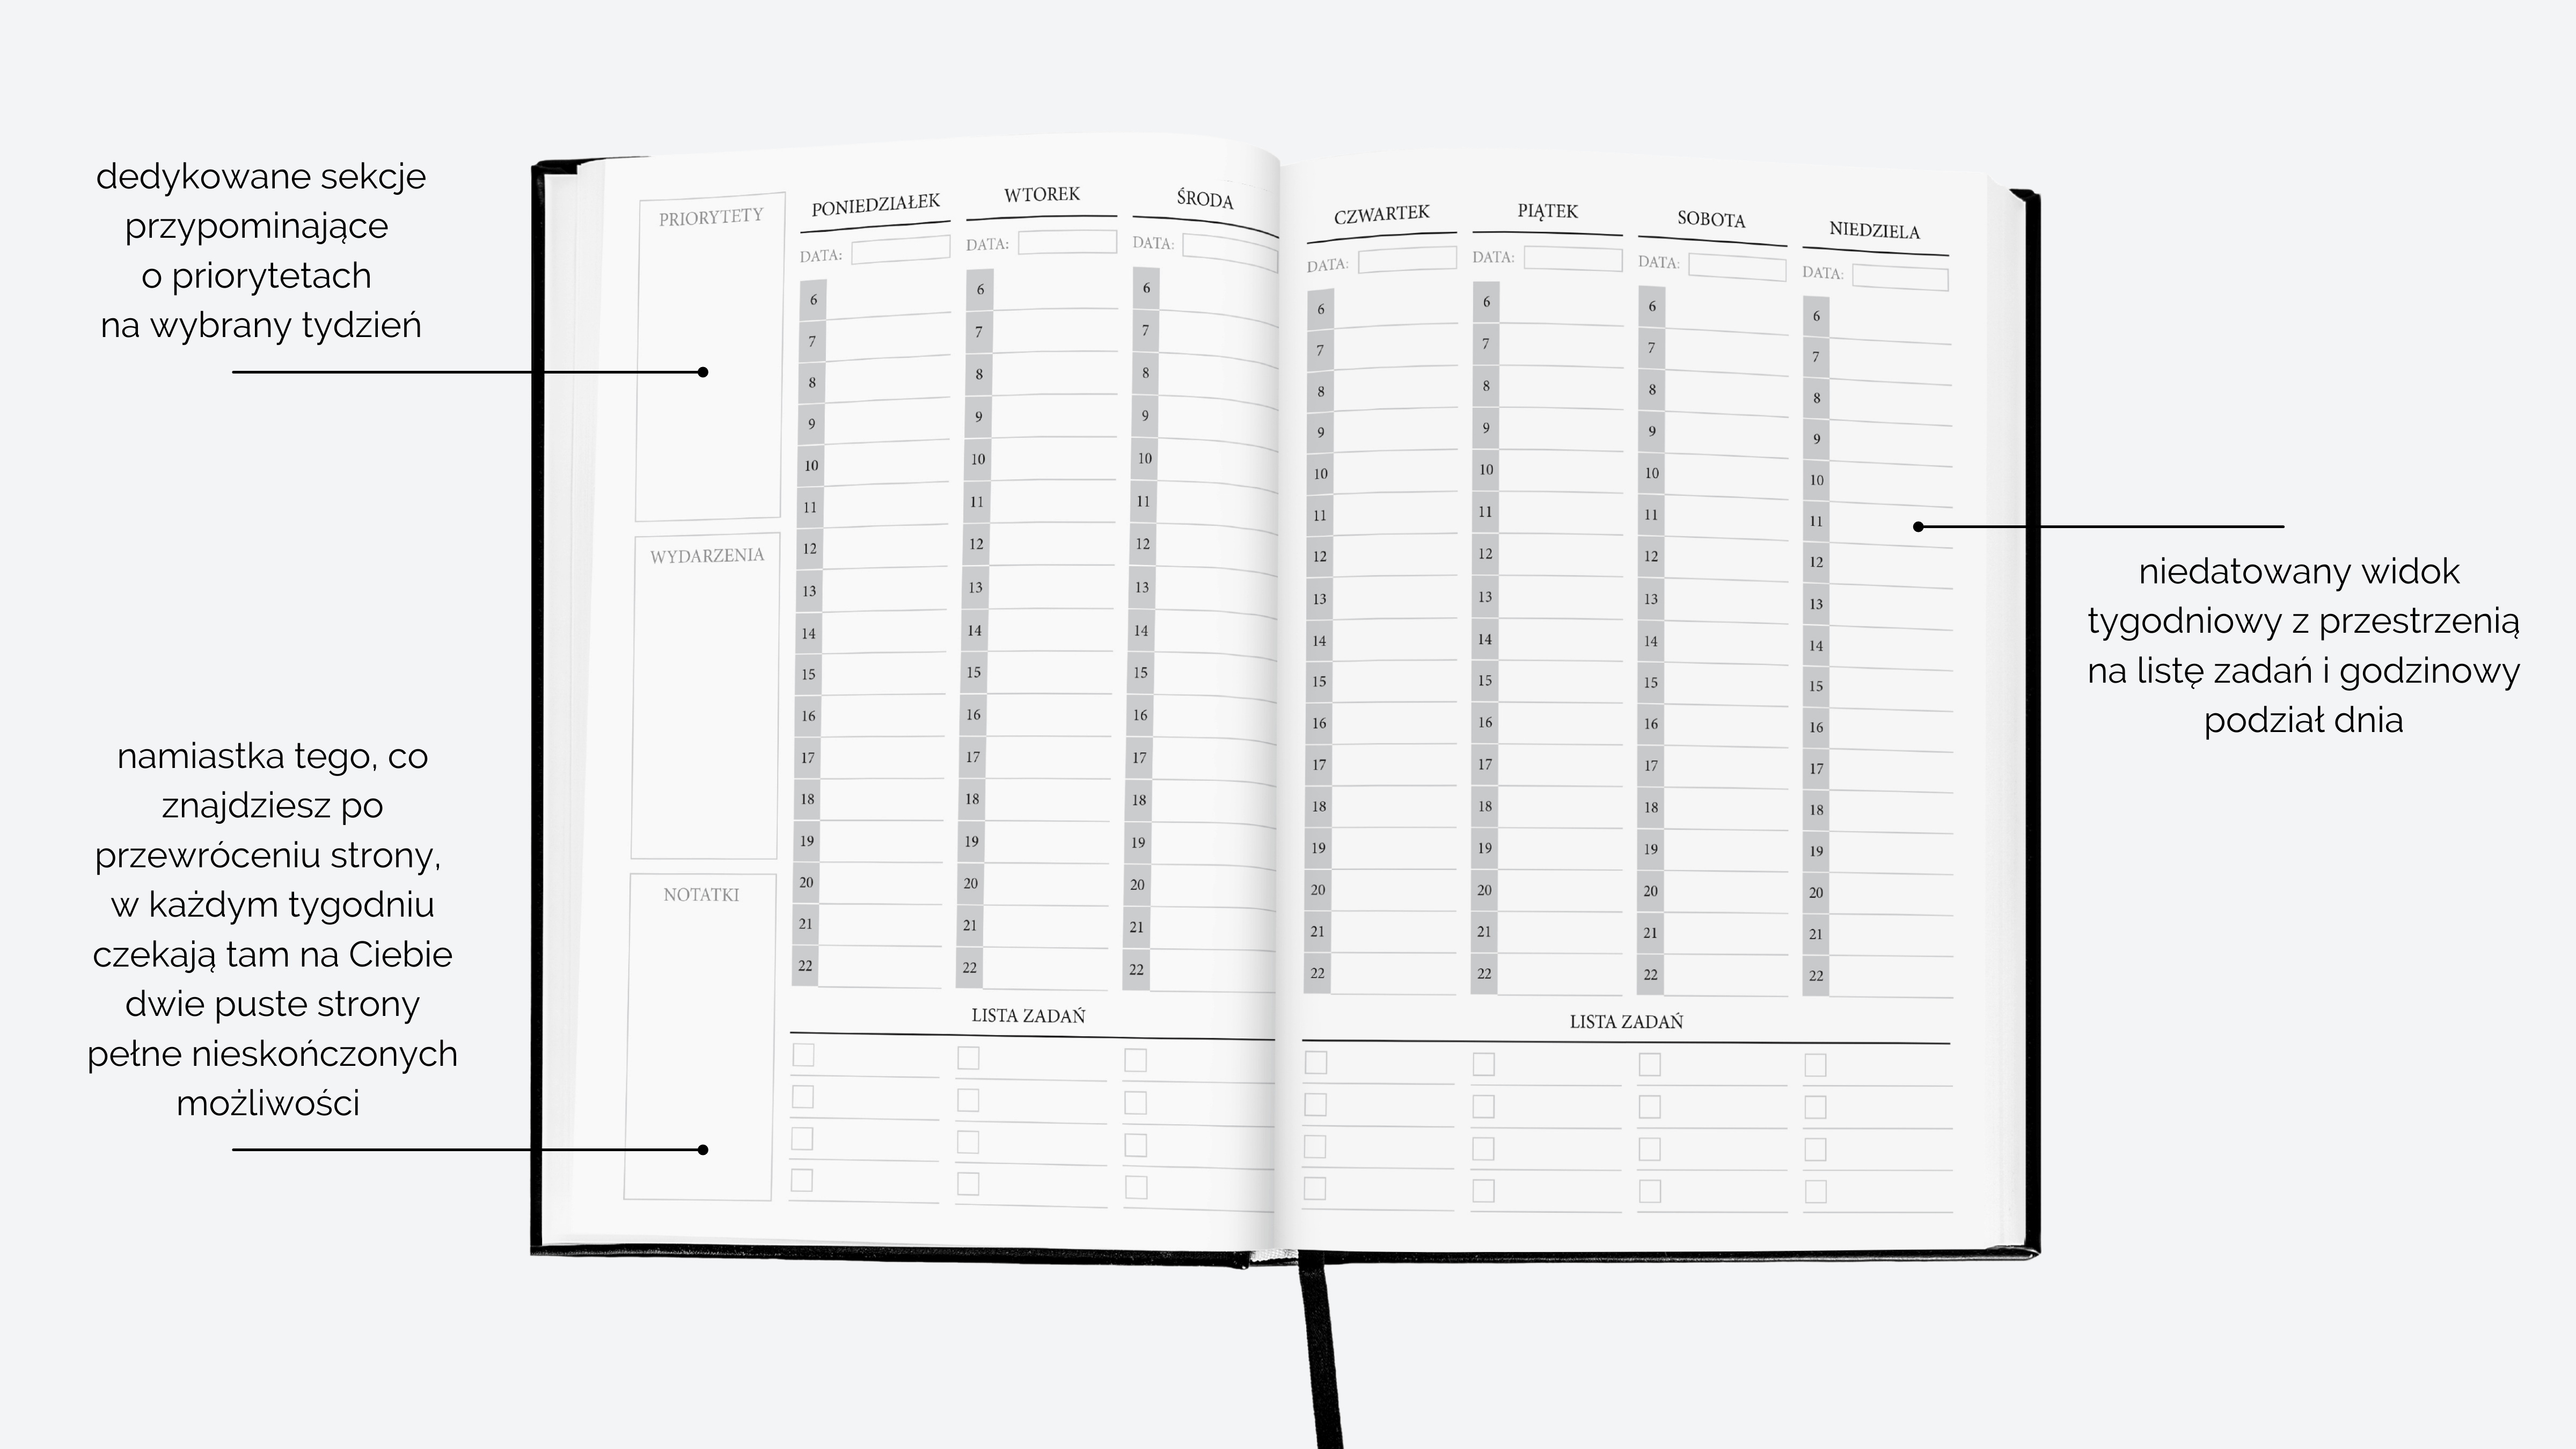 dedykowane sekcje
przypominające
o priorytetach
na wybrany tydzień
namiastka tego, co
znajdziesz po
przewróceniu strony,
w każdym tygodniu
czekają tam na Ciebie
dwie puste strony
pełne nieskończonych
możliwości
PRIORYTETY
WYDARZENIA
NOTATKI
PONIEDZIAŁEK WTOREK ŚRODA
DATA: DATA: DATA:
6 6 6
7 7 7
8 8 8
9 9 9
10 10 10
11 11 11
12 12 12
13 13 13
14 14 14
15 15 15
16 16 16
17 17 17
18 18 18
19 19 19
20 20 20
21 21 21
22 22 22
LISTA ZADAŃ
CZWARTEK PIĄTEK SOBOTA NIEDZIELA
DATA: DATA: DATA: DATA:
6 6 6 6
7 7 7 7
8 8 8 8
9 9 9 9
10 10 10 10
11 11 11 11
12 12 12 12
13 13 13 13
14 14 14 14
15 15 15 15
16 16 16 16
17 17 17 17
18 18 18 18
19 19 19 19
20 20 20 20
21 21 21 21
22 22 22 22
LISTA ZADAŃ
niedatowany widok
tygodniowy z przestrzenią
na listę zadań i godzinowy
podział dnia